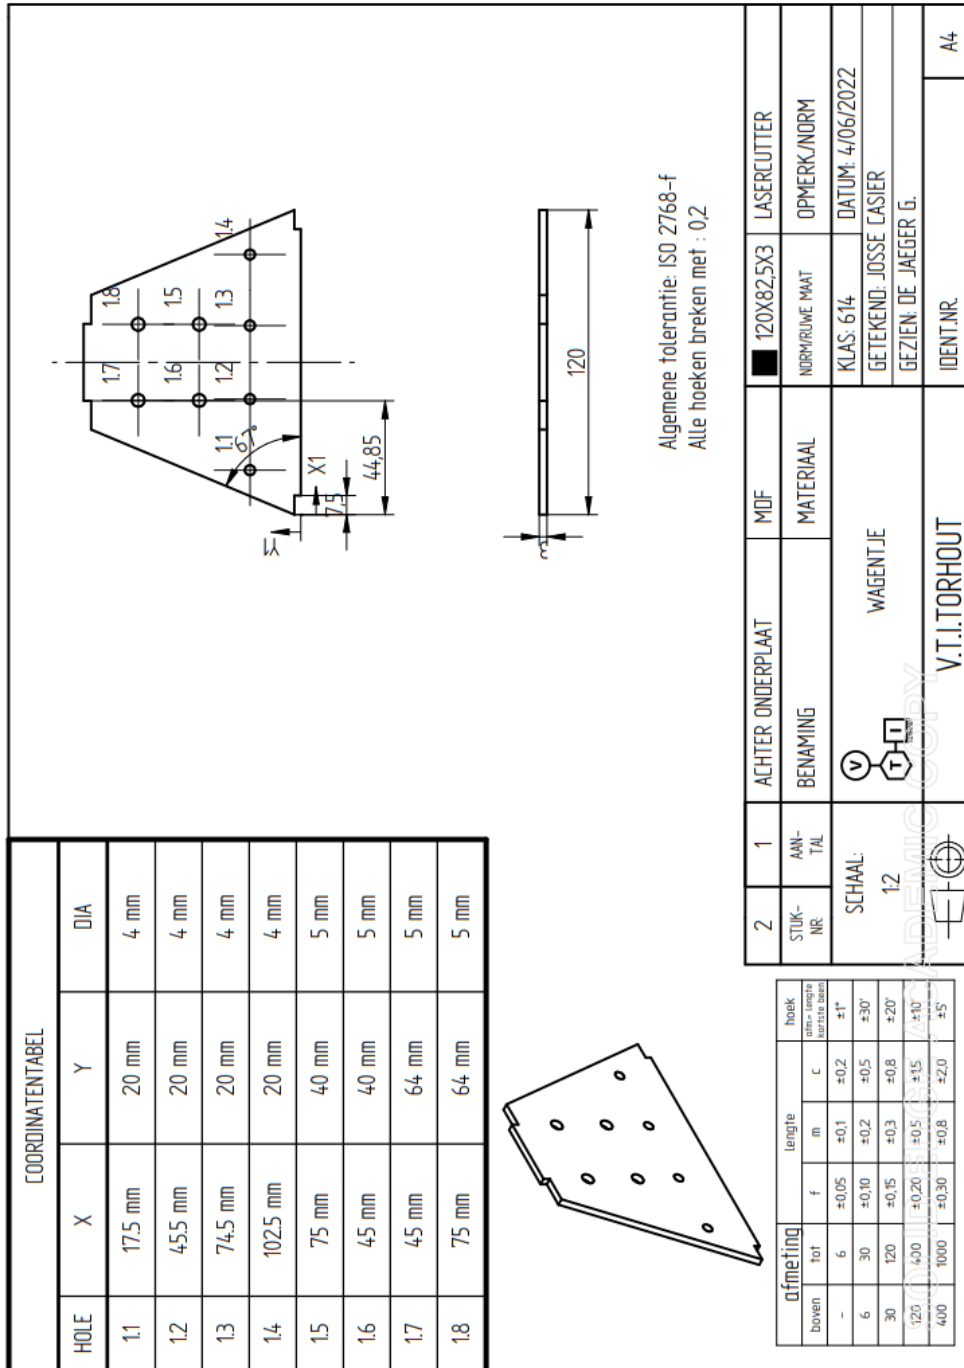 COORDINATENTABEL
HOLE X Y DIA
1.1 17.5 mm 20 mm 4 mm
1.2 45.5 mm 20 mm 4 mm
1.3 74.5 mm 20 mm 4 mm
1.4 102.5 mm 20 mm 4 mm
1.5 75 mm 40 mm 5 mm
1.6 45 mm 40 mm 5 mm
1.7 45 mm 64 mm 5 mm
1.8 75 mm 64 mm 5 mm
1.7 1.8
1.6 1.5
1.1 1.2 1.3 1.4
67°
Y1
X1
7,5
44,85
3
120
Algemene tolerantie: ISO 2768-f
Alle hoeken breken met : 0,2
afmeting lengte hoek
boven tot f m c afm.= lengte kortste been
- 6 ±0,05 ±0,1 ±0,2 ±1°
6 30 ±0,10 ±0,2 ±0,5 ±30'
30 120 ±0,15 ±0,3 ±0,8 ±20'
120 400 ±0,20 ±0,5 ±1,5 ±10'
400 1000 ±0,30 ±0,8 ±2,0 ±5'
2 1 ACHTER ONDERPLAAT MDF 120X82,5X3 LASERCUTTER
STUK-NR. AAN-TAL BENAMING MATERIAAL NORM/RUWE MAAT OPMERK./NORM
SCHAAL:
1:2
V
T I
WAGENTJE
KLAS: 614 DATUM: 4/06/2022
GETEKEND: JOSSE CASIER
GEZIEN: DE JAEGER G.
V.T.I.TORHOUT IDENT.NR. A4
ACADEMIC COPY